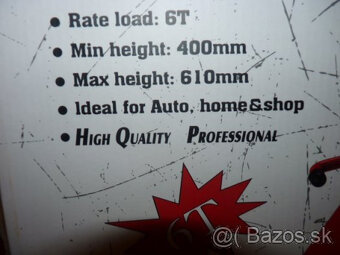 • Rate load: 6T
• Min height: 400mm
• Max height: 610mm
• Ideal for Auto, home&shop
• HIGH QUALITY PROFESSIONAL
6T
@( Bazos.sk